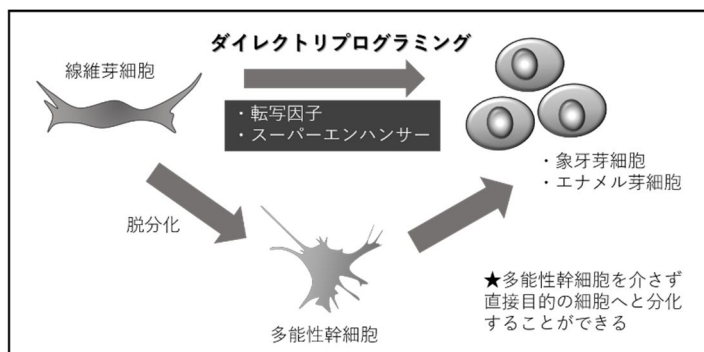 ダイレクトリプログラミング
線維芽細胞
・転写因子
・スーパーエンハンサー
・象牙芽細胞
・エナメル芽細胞
脱分化
多能性幹細胞
★多能性幹細胞を介さず
直接目的の細胞へと分化
することができる